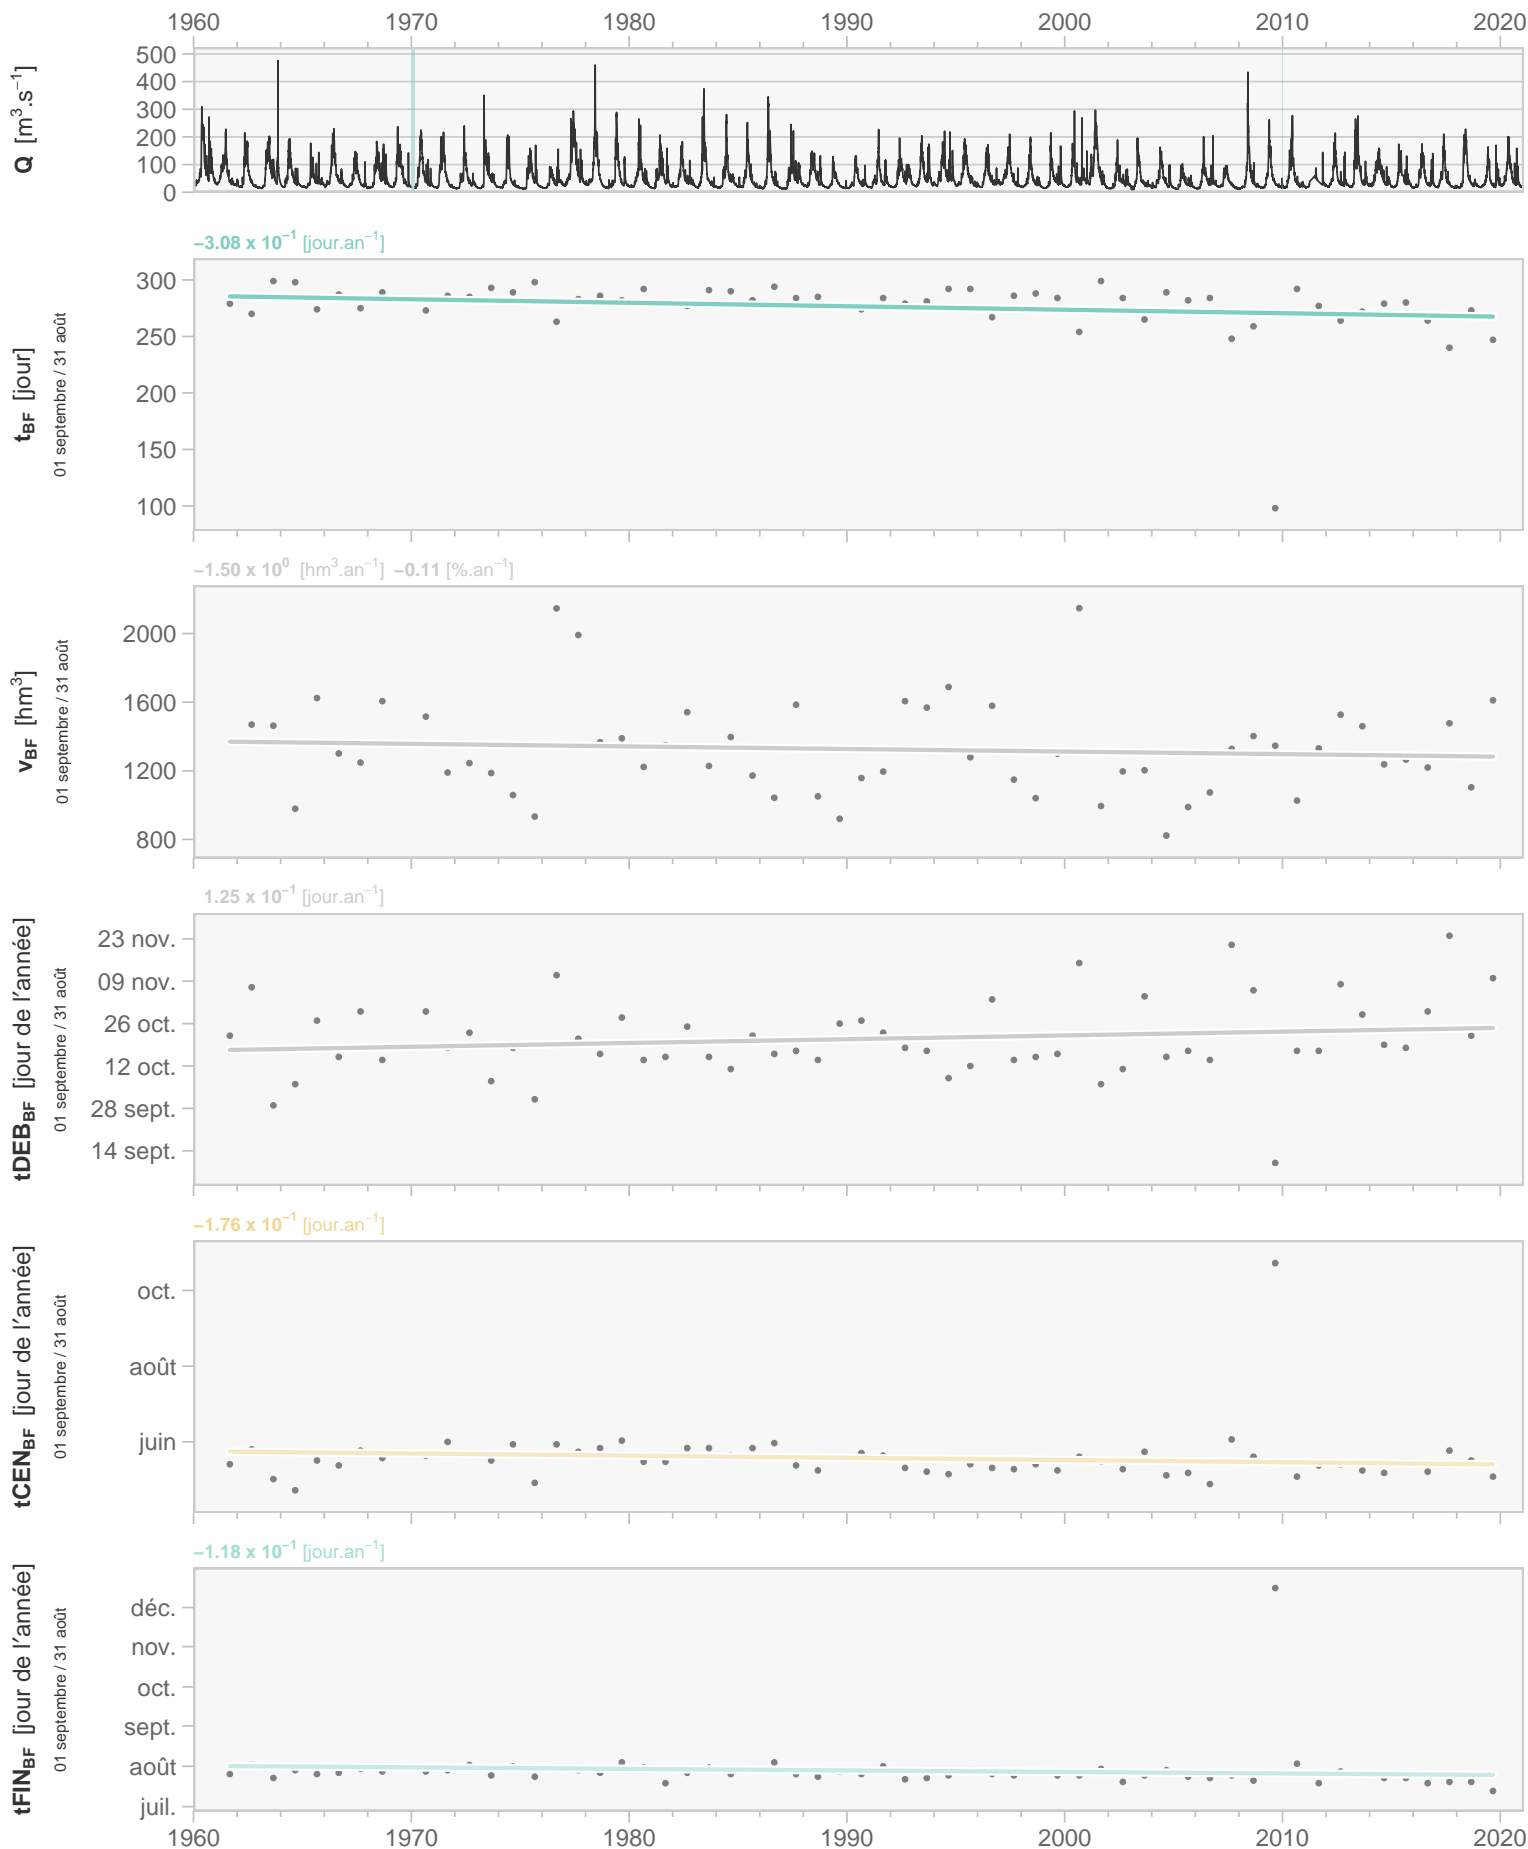 1960 1970 1980 1990 2000 2010 2020
Q [m³.s⁻¹]
500
400
300
200
100
0
−3.08 x 10⁻¹ [jour.an⁻¹]
tBF [jour]
01 septembre / 31 août
300
250
200
150
100
−1.50 x 10⁰ [hm³.an⁻¹] −0.11 [%.an⁻¹]
vBF [hm³]
01 septembre / 31 août
2000
1600
1200
800
1.25 x 10⁻¹ [jour.an⁻¹]
tDEBBF [jour de l'année]
01 septembre / 31 août
23 nov.
09 nov.
26 oct.
12 oct.
28 sept.
14 sept.
−1.76 x 10⁻¹ [jour.an⁻¹]
tCENBF [jour de l'année]
01 septembre / 31 août
oct.
août
juin
−1.18 x 10⁻¹ [jour.an⁻¹]
tFINBF [jour de l'année]
01 septembre / 31 août
déc.
nov.
oct.
sept.
août
juil.
1960 1970 1980 1990 2000 2010 2020